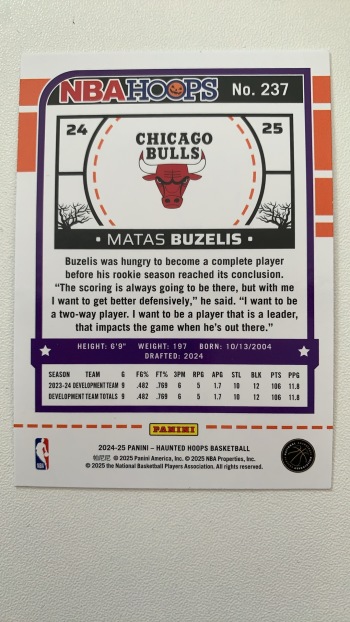 NBA HOOPS No. 237
24 25
CHICAGO
BULLS
• MATAS BUZELIS •
Buzelis was hungry to become a complete player
before his rookie season reached its conclusion.
“The scoring is always going to be there, but with me
I want to get better defensively,” he said. “I want to be
a two-way player. I want to be a player that is a leader,
that impacts the game when he's out there.”
HEIGHT: 6'9" WEIGHT: 197 BORN: 10/13/2004
DRAFTED: 2024
SEASON TEAM G FG% FT% 3PM RPG APG STL BLK PTS PPG
2023-24 DEVELOPMENT TEAM 9 .482 .769 6 5 1.7 10 12 106 11.8
DEVELOPMENT TEAM TOTALS 9 .482 .769 6 5 1.7 10 12 106 11.8
PANINI
2024-25 PANINI – HAUNTED HOOPS BASKETBALL
帕尼尼 © 2025 Panini America, Inc. © 2025 NBA Properties, Inc.
© 2025 the National Basketball Players Association. All rights reserved.
NBA